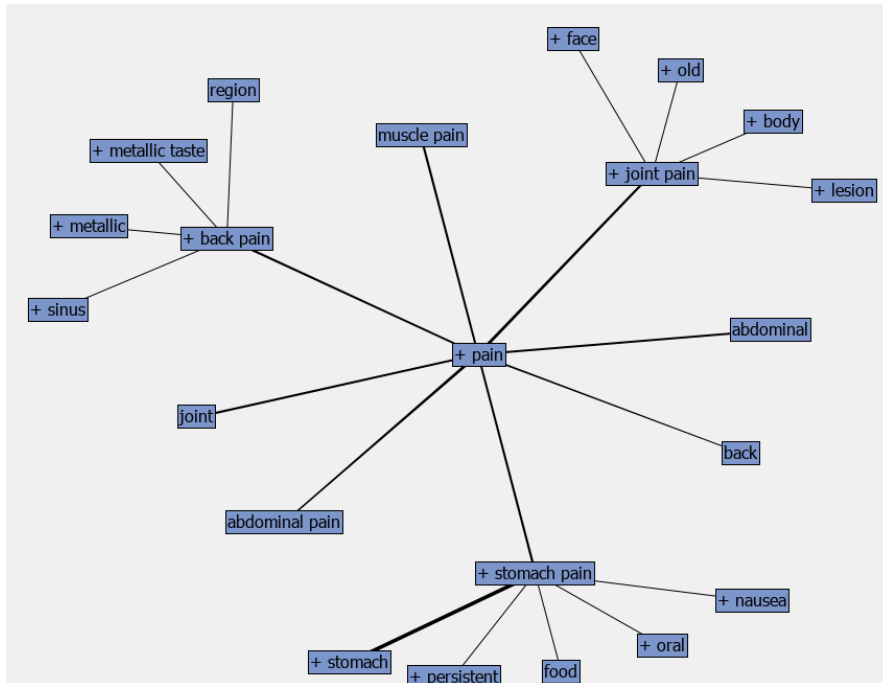 + face
+ old
region
+ body
muscle pain
+ metallic taste
+ joint pain
+ lesion
+ metallic
+ back pain
+ sinus
abdominal
+ pain
joint
back
abdominal pain
+ stomach pain
+ nausea
+ oral
+ stomach
food
+ persistent